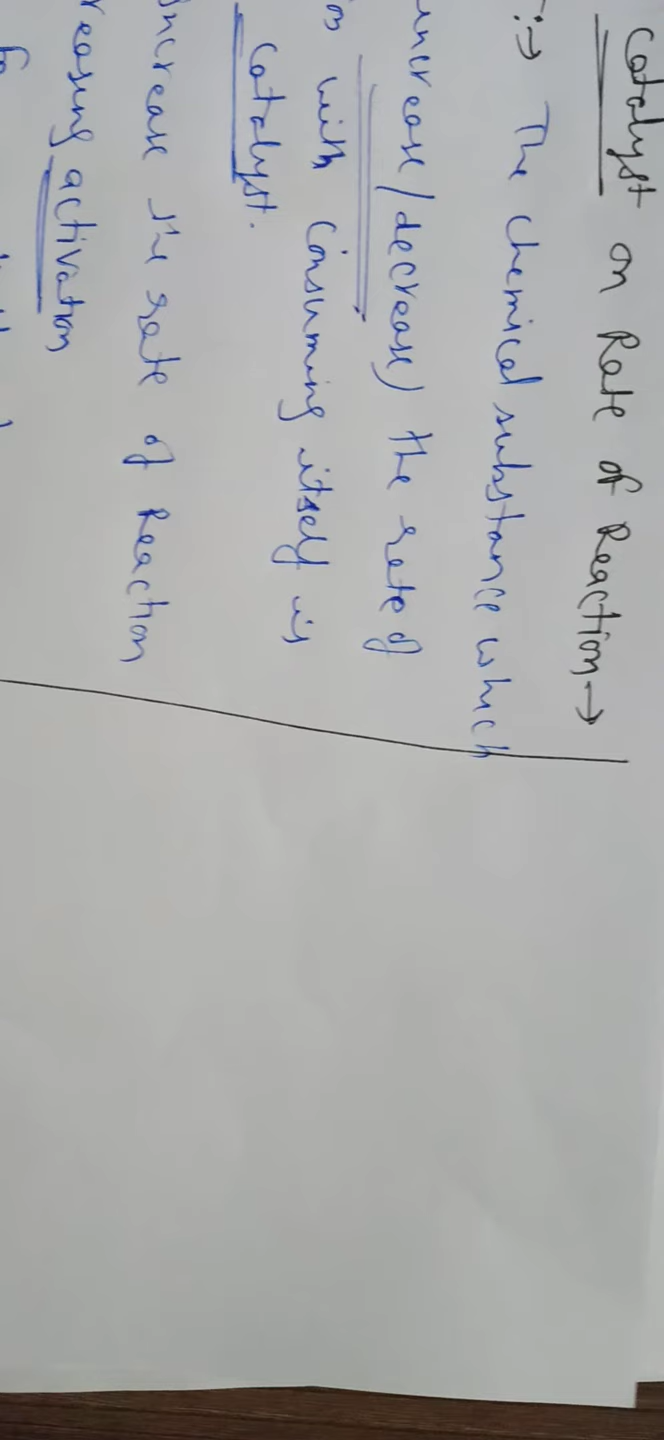 Catalyst on Rate of Reaction→
:→ The chemical substance which
increase/decrease) the rate of
on with Consuming itself is
Catalyst.
Increase the rate of Reaction
reasing activation